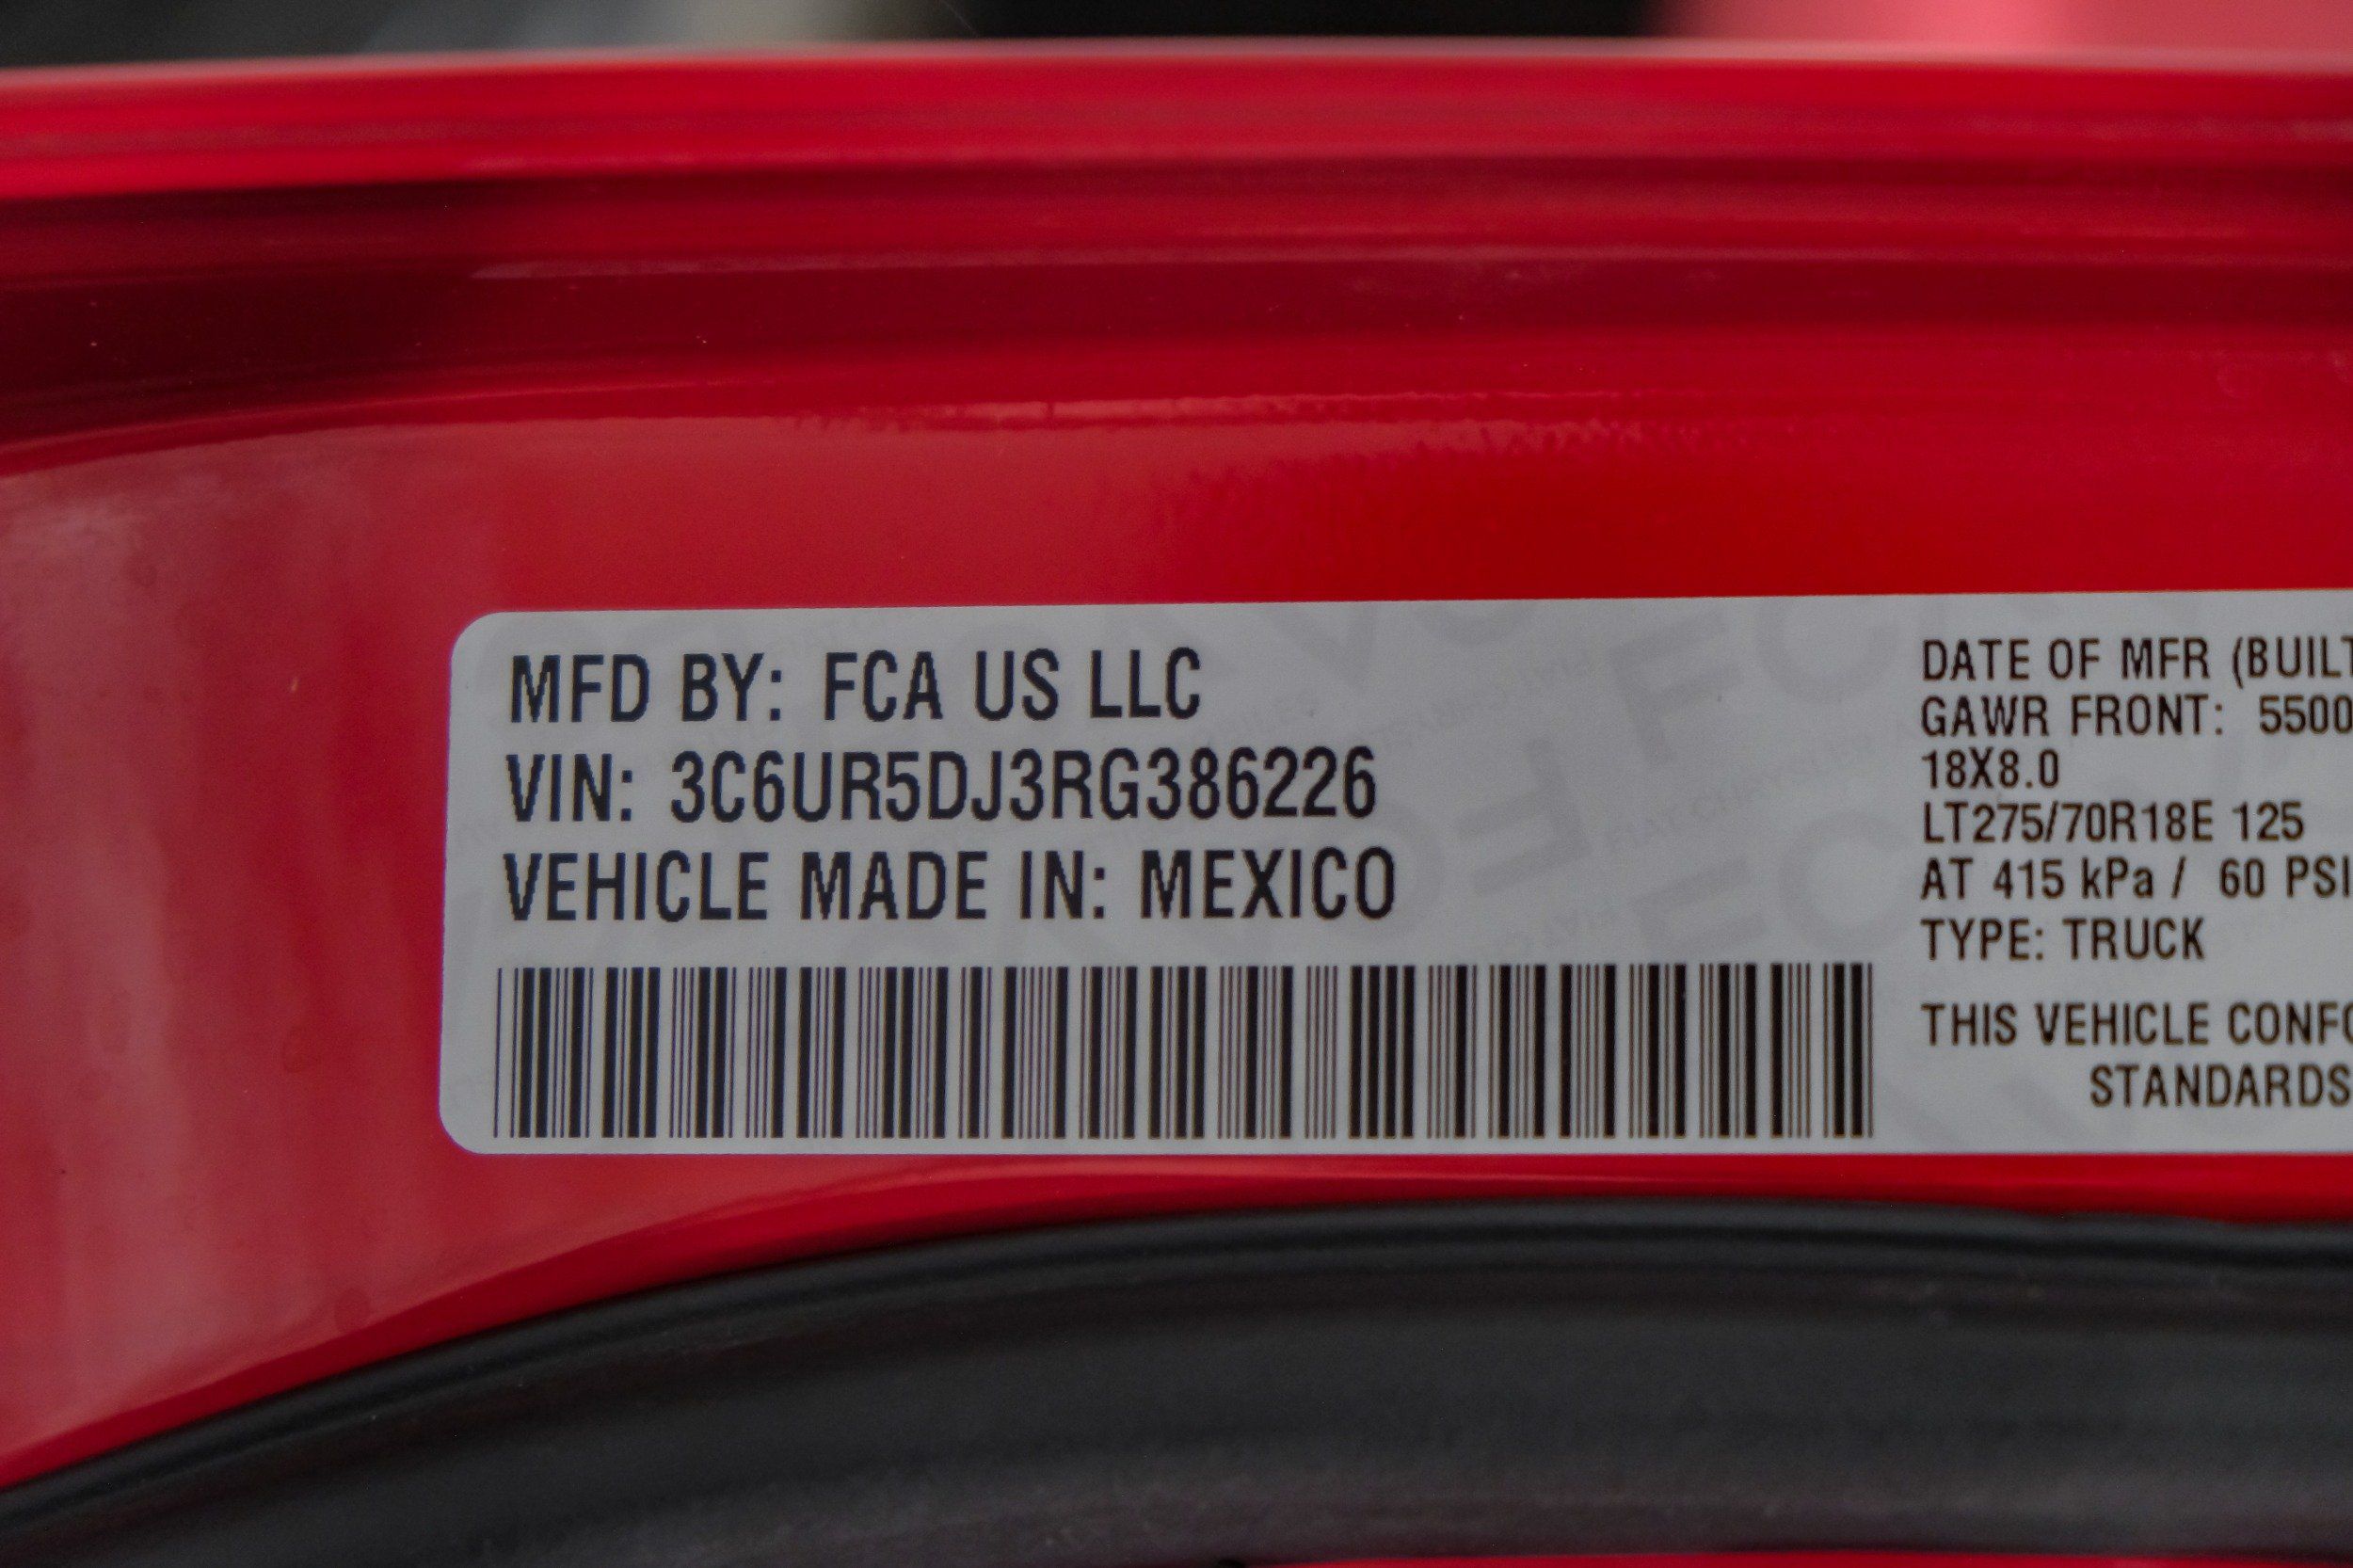 MFD BY: FCA US LLC
VIN: 3C6UR5DJ3RG386226
VEHICLE MADE IN: MEXICO
DATE OF MFR (BUILT
GAWR FRONT: 5500
18X8.0
LT275/70R18E 125
AT 415 kPa / 60 PSI
TYPE: TRUCK
THIS VEHICLE CONFO
STANDARDS